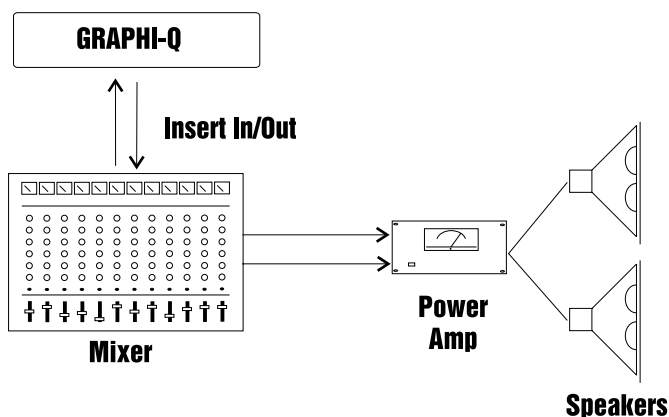 GRAPHI-Q
Insert In/Out
Mixer
Power
Amp
Speakers